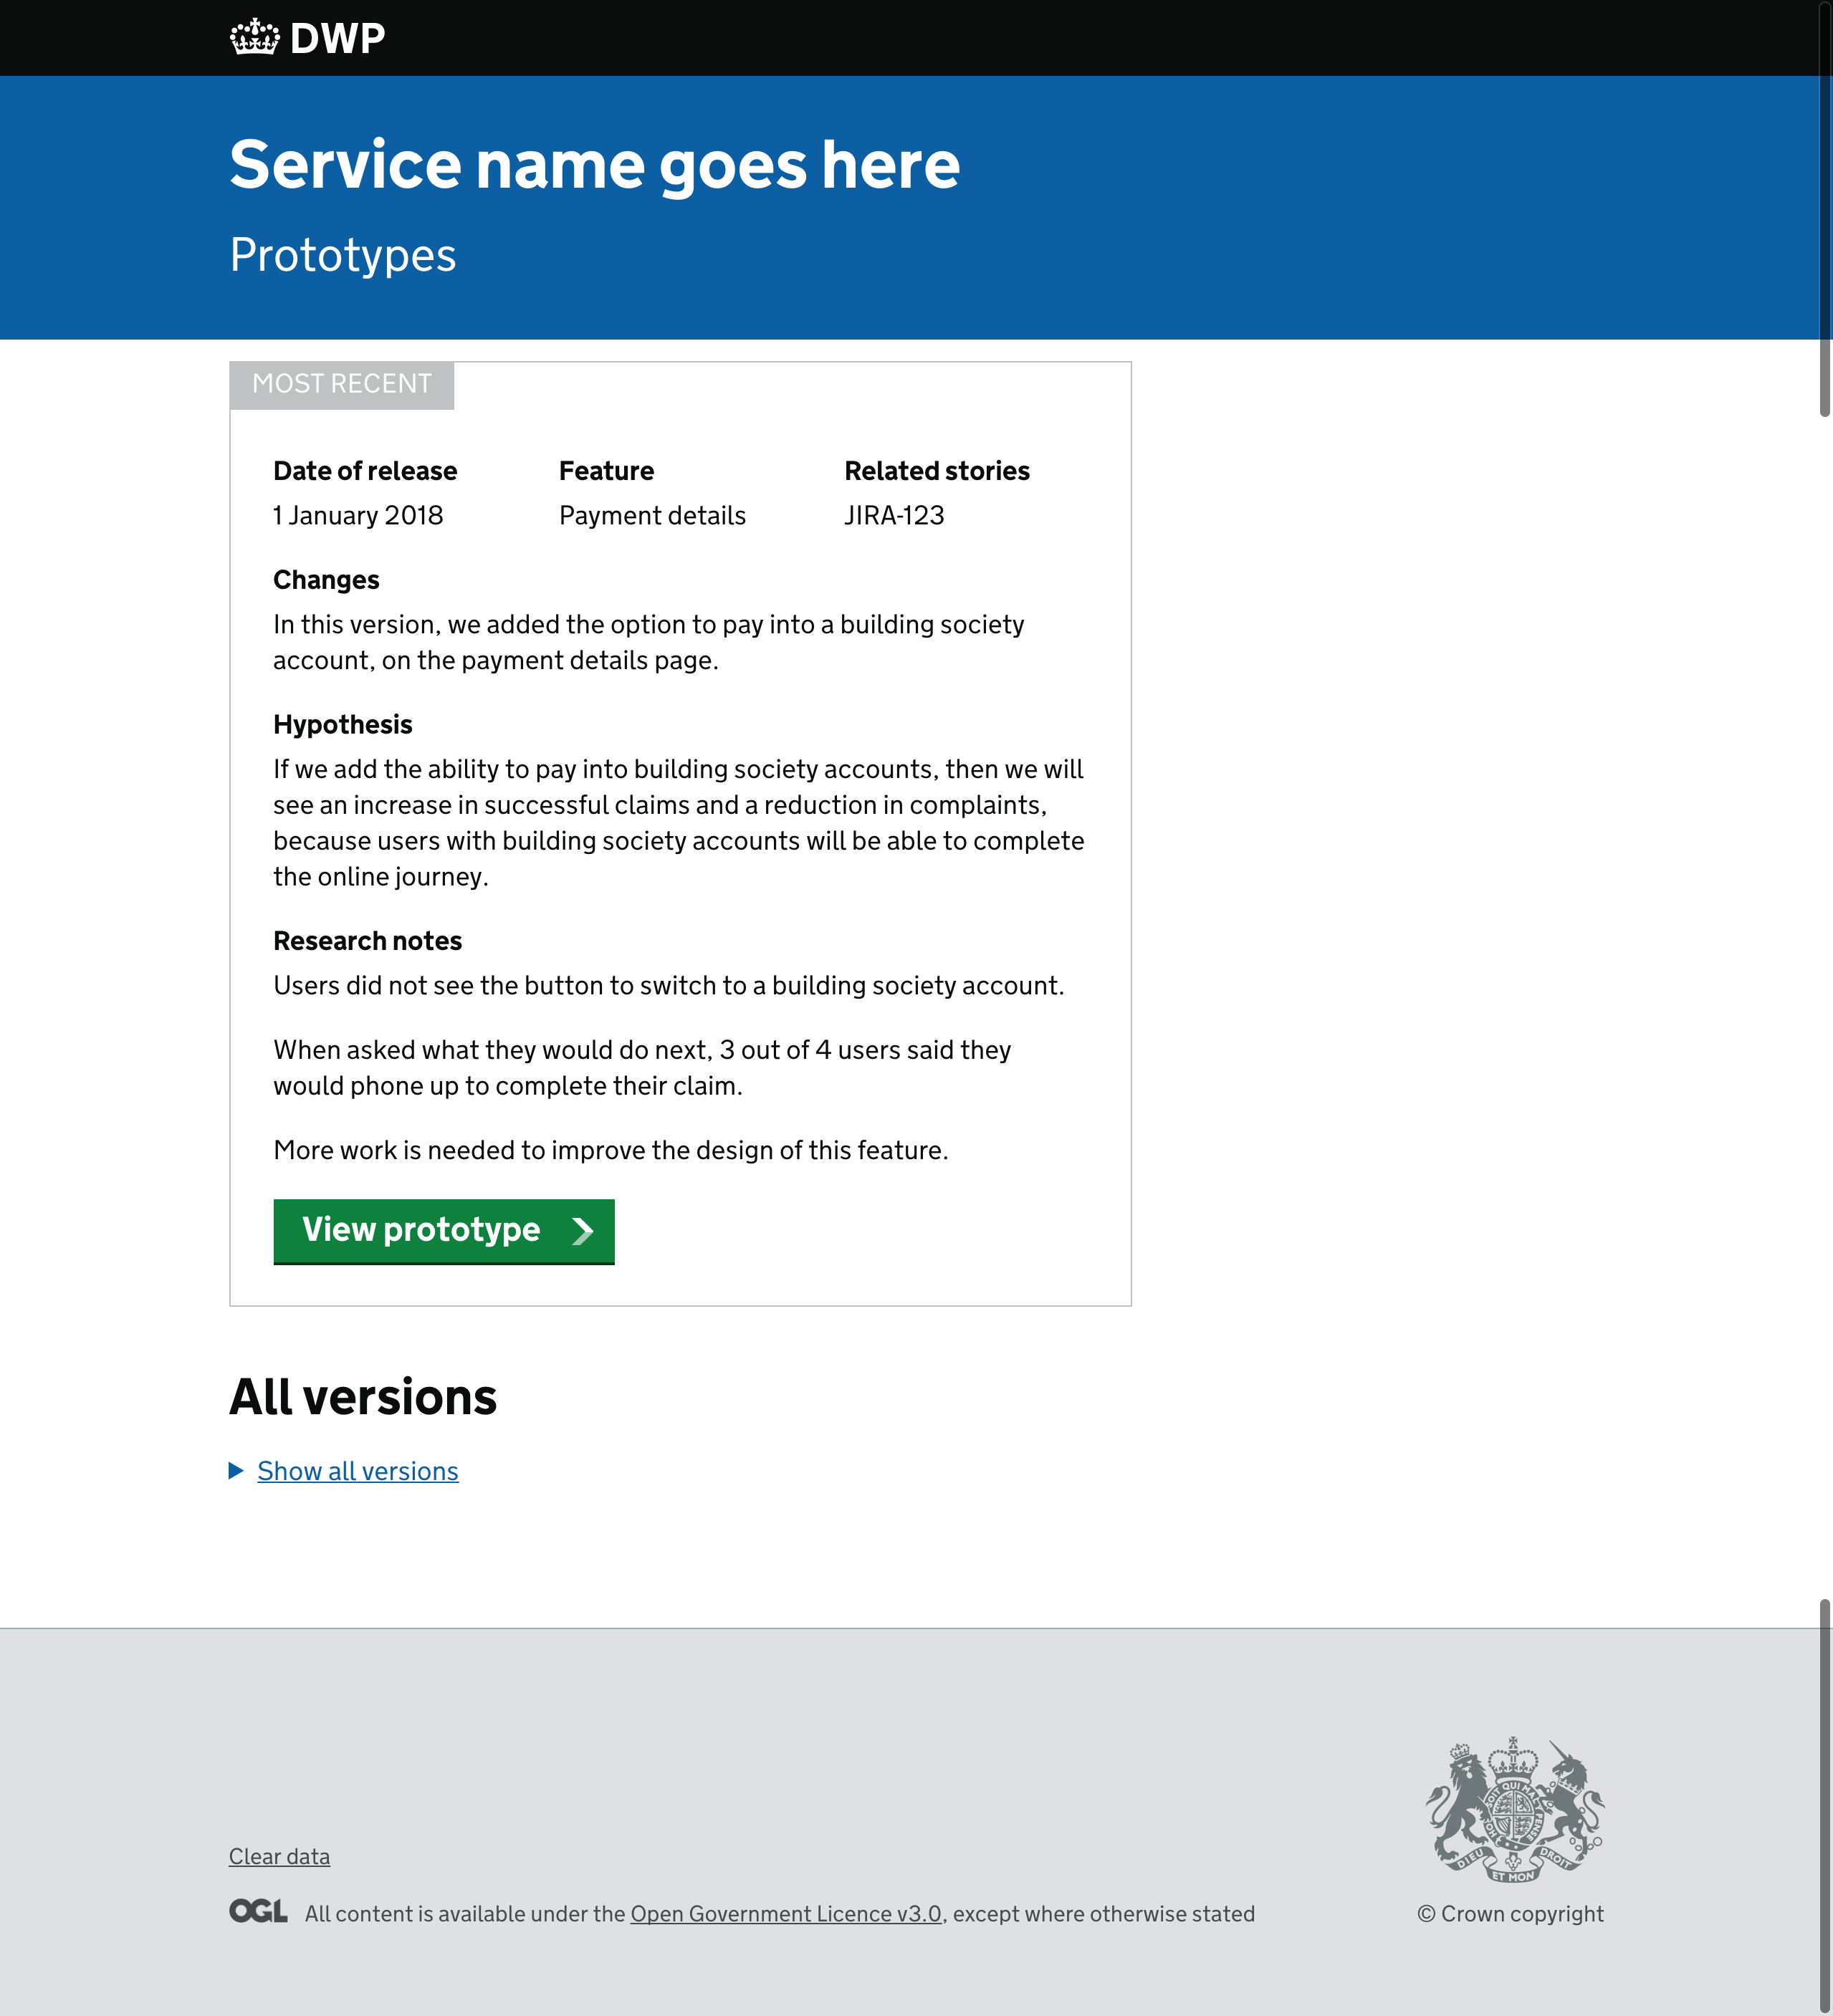 DWP
Service name goes here
Prototypes
MOST RECENT
Date of release Feature Related stories
1 January 2018 Payment details JIRA-123
Changes
In this version, we added the option to pay into a building society
account, on the payment details page.
Hypothesis
If we add the ability to pay into building society accounts, then we will
see an increase in successful claims and a reduction in complaints,
because users with building society accounts will be able to complete
the online journey.
Research notes
Users did not see the button to switch to a building society account.
When asked what they would do next, 3 out of 4 users said they
would phone up to complete their claim.
More work is needed to improve the design of this feature.
View prototype
All versions
Show all versions
QUI MAL
DIEU ET MON DROIT
Clear data
OGL All content is available under the Open Government Licence v3.0, except where otherwise stated
© Crown copyright